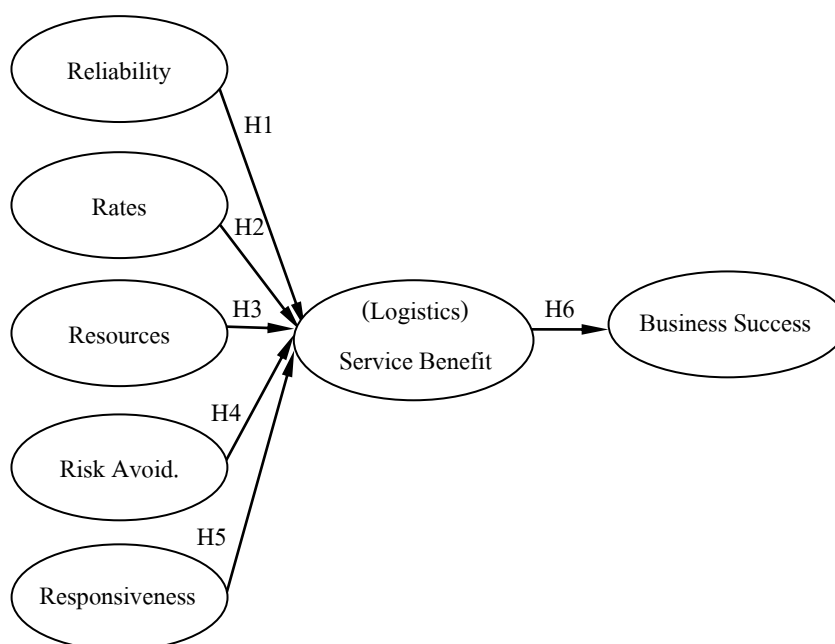 Reliability
H1
Rates
H2
Resources
H3
(Logistics)
Service Benefit
H6
Business Success
H4
Risk Avoid.
H5
Responsiveness